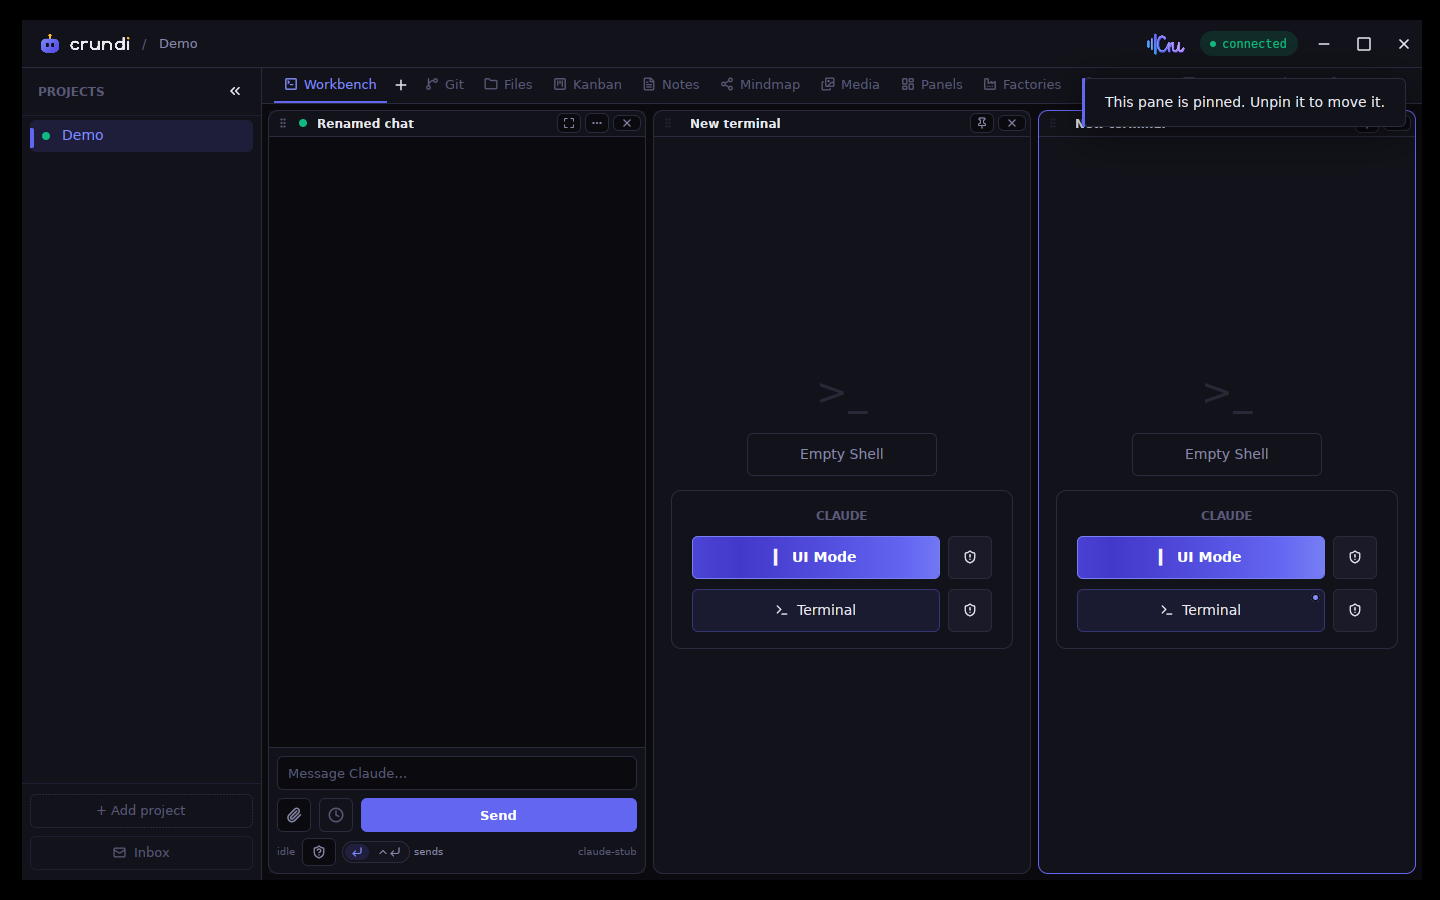 crundi / Demo
Cru
connected
PROJECTS
Workbench
Git
Files
Kanban
Notes
Mindmap
Media
Panels
Factories
This pane is pinned. Unpin it to move it.
Demo
Renamed chat
New terminal
>_
Empty Shell
CLAUDE
UI Mode
Terminal
>_
Empty Shell
CLAUDE
UI Mode
Terminal
Message Claude...
Send
idle
sends
claude-stub
+ Add project
Inbox